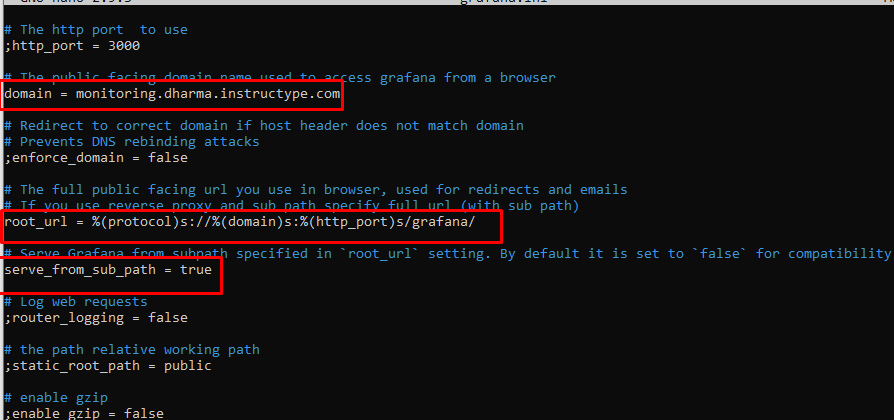 grafana.ini
# The http port  to use
;http_port = 3000
# The public facing domain name used to access grafana from a browser
domain = monitoring.dharma.instructype.com
# Redirect to correct domain if host header does not match domain
# Prevents DNS rebinding attacks
;enforce_domain = false
# The full public facing url you use in browser, used for redirects and emails
# If you use reverse proxy and sub path specify full url (with sub path)
root_url = %(protocol)s://%(domain)s:%(http_port)s/grafana/
# Serve Grafana from subpath specified in `root_url` setting. By default it is set to `false` for compatibility
serve_from_sub_path = true
# Log web requests
;router_logging = false
# the path relative working path
;static_root_path = public
# enable gzip
;enable_gzip = false